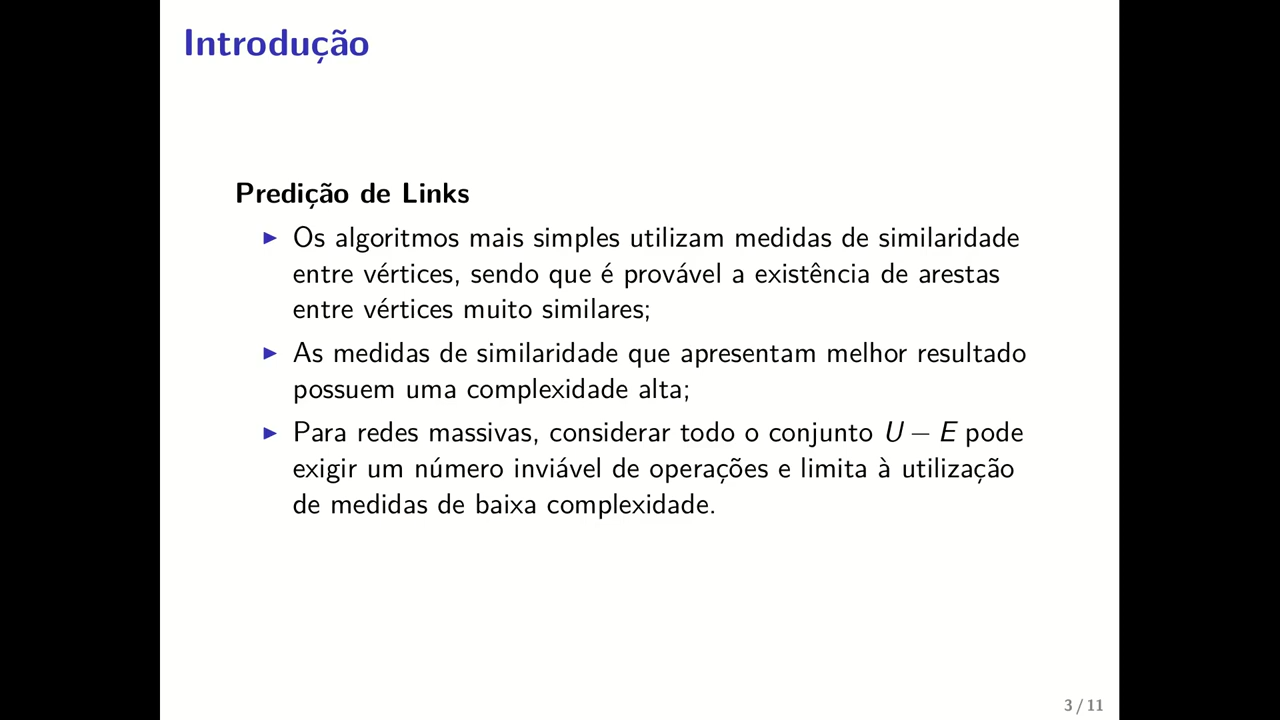 Introdução
Predição de Links
▶ Os algoritmos mais simples utilizam medidas de similaridade
entre vértices, sendo que é provável a existência de arestas
entre vértices muito similares;
▶ As medidas de similaridade que apresentam melhor resultado
possuem uma complexidade alta;
▶ Para redes massivas, considerar todo o conjunto U − E pode
exigir um número inviável de operações e limita à utilização
de medidas de baixa complexidade.
3 / 11